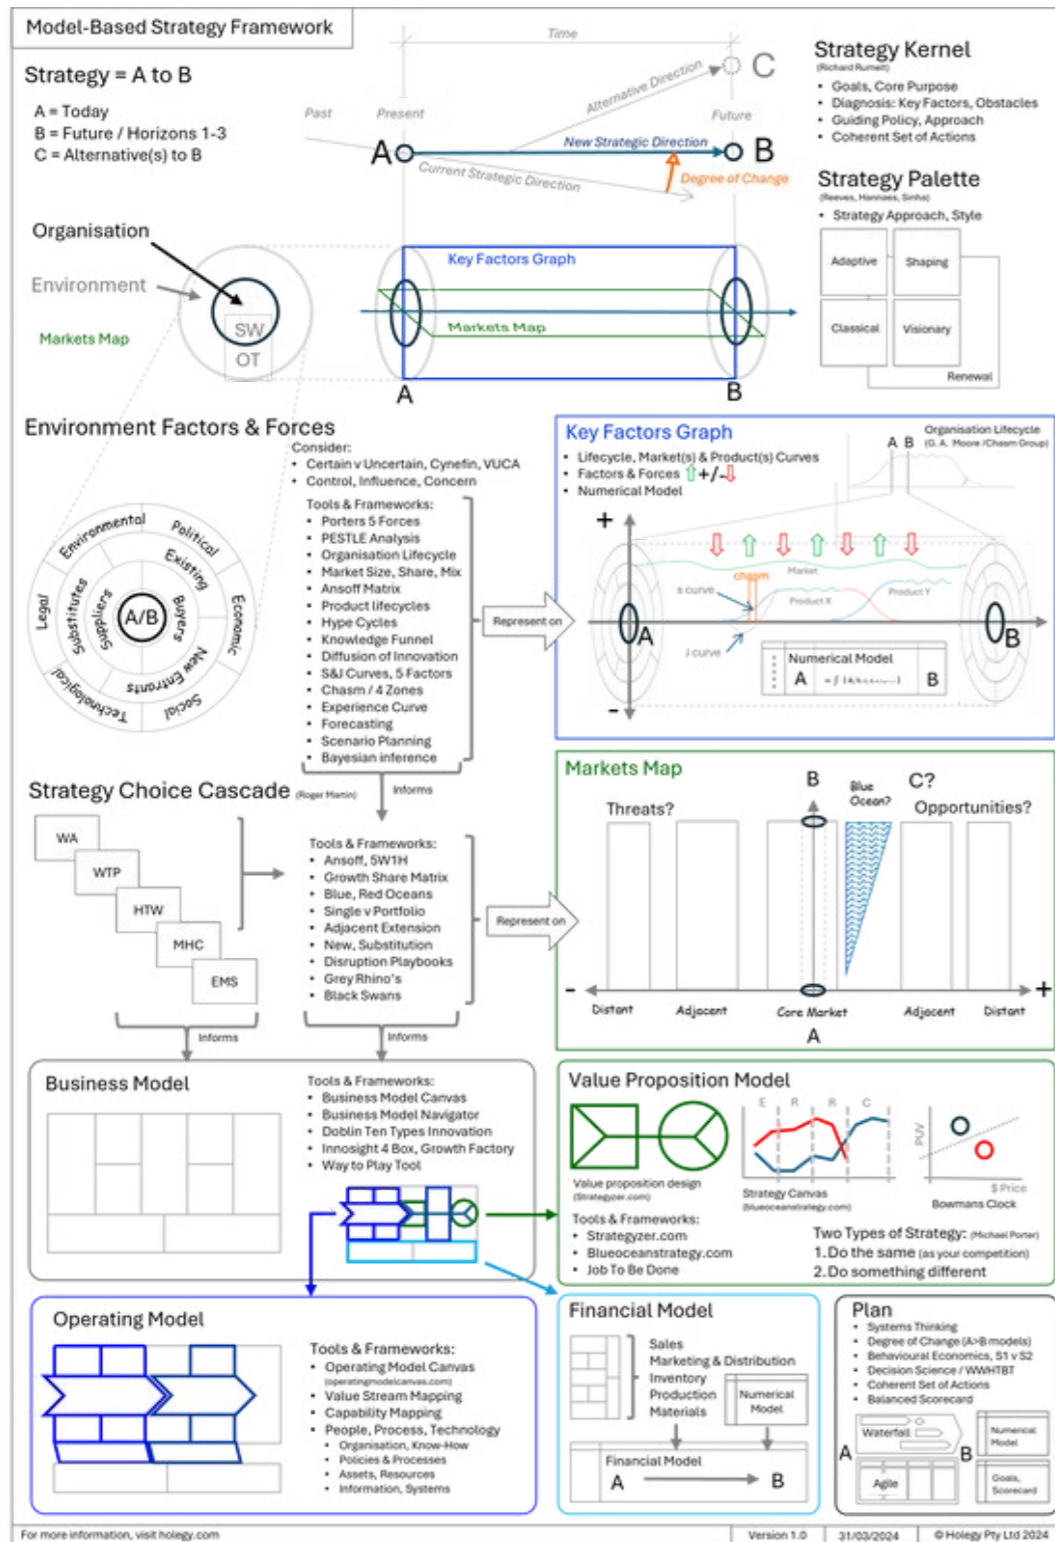 Model-Based Strategy Framework
Strategy = A to B
A = Today
B = Future / Horizons 1-3
C = Alternative(s) to B
Time
Past
Present
Future
Alternative Direction
C
A
New Strategic Direction
B
Current Strategic Direction
Degree of Change
Strategy Kernel
(Richard Rumelt)
• Goals, Core Purpose
• Diagnosis: Key Factors, Obstacles
• Guiding Policy, Approach
• Coherent Set of Actions
Strategy Palette
(Reeves, Hannaes, Sinha)
• Strategy Approach, Style
Adaptive
Shaping
Classical
Visionary
Renewal
Organisation
Environment
Markets Map
SW
OT
Key Factors Graph
Markets Map
A
B
Environment Factors & Forces
Consider:
• Certain v Uncertain, Cynefin, VUCA
• Control, Influence, Concern
Tools & Frameworks:
• Porters 5 Forces
• PESTLE Analysis
• Organisation Lifecycle
• Market Size, Share, Mix
• Ansoff Matrix
• Product lifecycles
• Hype Cycles
• Knowledge Funnel
• Diffusion of Innovation
• S&J Curves, 5 Factors
• Chasm / 4 Zones
• Experience Curve
• Forecasting
• Scenario Planning
• Bayesian inference
Environmental
Political
Economic
Social
Technological
Legal
Existing
Buyers
New Entrants
Substitutes
Suppliers
A/B
Represent on
Informs
Key Factors Graph
• Lifecycle, Market(s) & Product(s) Curves
• Factors & Forces +/-
• Numerical Model
Organisation Lifecycle
(G. A. Moore /Chasm Group)
A B
+
chasm
Market
s curve
Product X
Product Y
A
B
J curve
Numerical Model
A
B
-
Strategy Choice Cascade (Roger Martin)
WA
WTP
HTW
MHC
EMS
Informs
Tools & Frameworks:
• Ansoff, 5W1H
• Growth Share Matrix
• Blue, Red Oceans
• Single v Portfolio
• Adjacent Extension
• New, Substitution
• Disruption Playbooks
• Grey Rhino's
• Black Swans
Represent on
Informs
Markets Map
B
Blue
Ocean?
C?
Threats?
Opportunities?
-
+
Distant
Adjacent
Core Market
Adjacent
Distant
A
Business Model
Tools & Frameworks:
• Business Model Canvas
• Business Model Navigator
• Doblin Ten Types Innovation
• Innosight 4 Box, Growth Factory
• Way to Play Tool
Value Proposition Model
Value proposition design
(Strategyzer.com)
E R R C
Strategy Canvas
(blueoceanstrategy.com)
PUV
$ Price
Bowmans Clock
Tools & Frameworks:
• Strategyzer.com
• Blueoceanstrategy.com
• Job To Be Done
Two Types of Strategy: (Michael Porter)
1.Do the same (as your competition)
2.Do something different
Operating Model
Tools & Frameworks:
• Operating Model Canvas
(operatingmodelcanvas.com)
• Value Stream Mapping
• Capability Mapping
• People, Process, Technology
• Organisation, Know-How
• Policies & Processes
• Assets, Resources
• Information, Systems
Financial Model
Sales
Marketing & Distribution
Inventory
Production
Materials
Numerical
Model
Financial Model
A
B
Plan
• Systems Thinking
• Degree of Change (A>B models)
• Behavioural Economics, S1 v S2
• Decision Science / WWHTBT
• Coherent Set of Actions
• Balanced Scorecard
Waterfall
A
B
Agile
Numerical
Model
Goals,
Scorecard
For more information, visit holegy.com
Version 1.0
31/03/2024
© Holegy Pty Ltd 2024